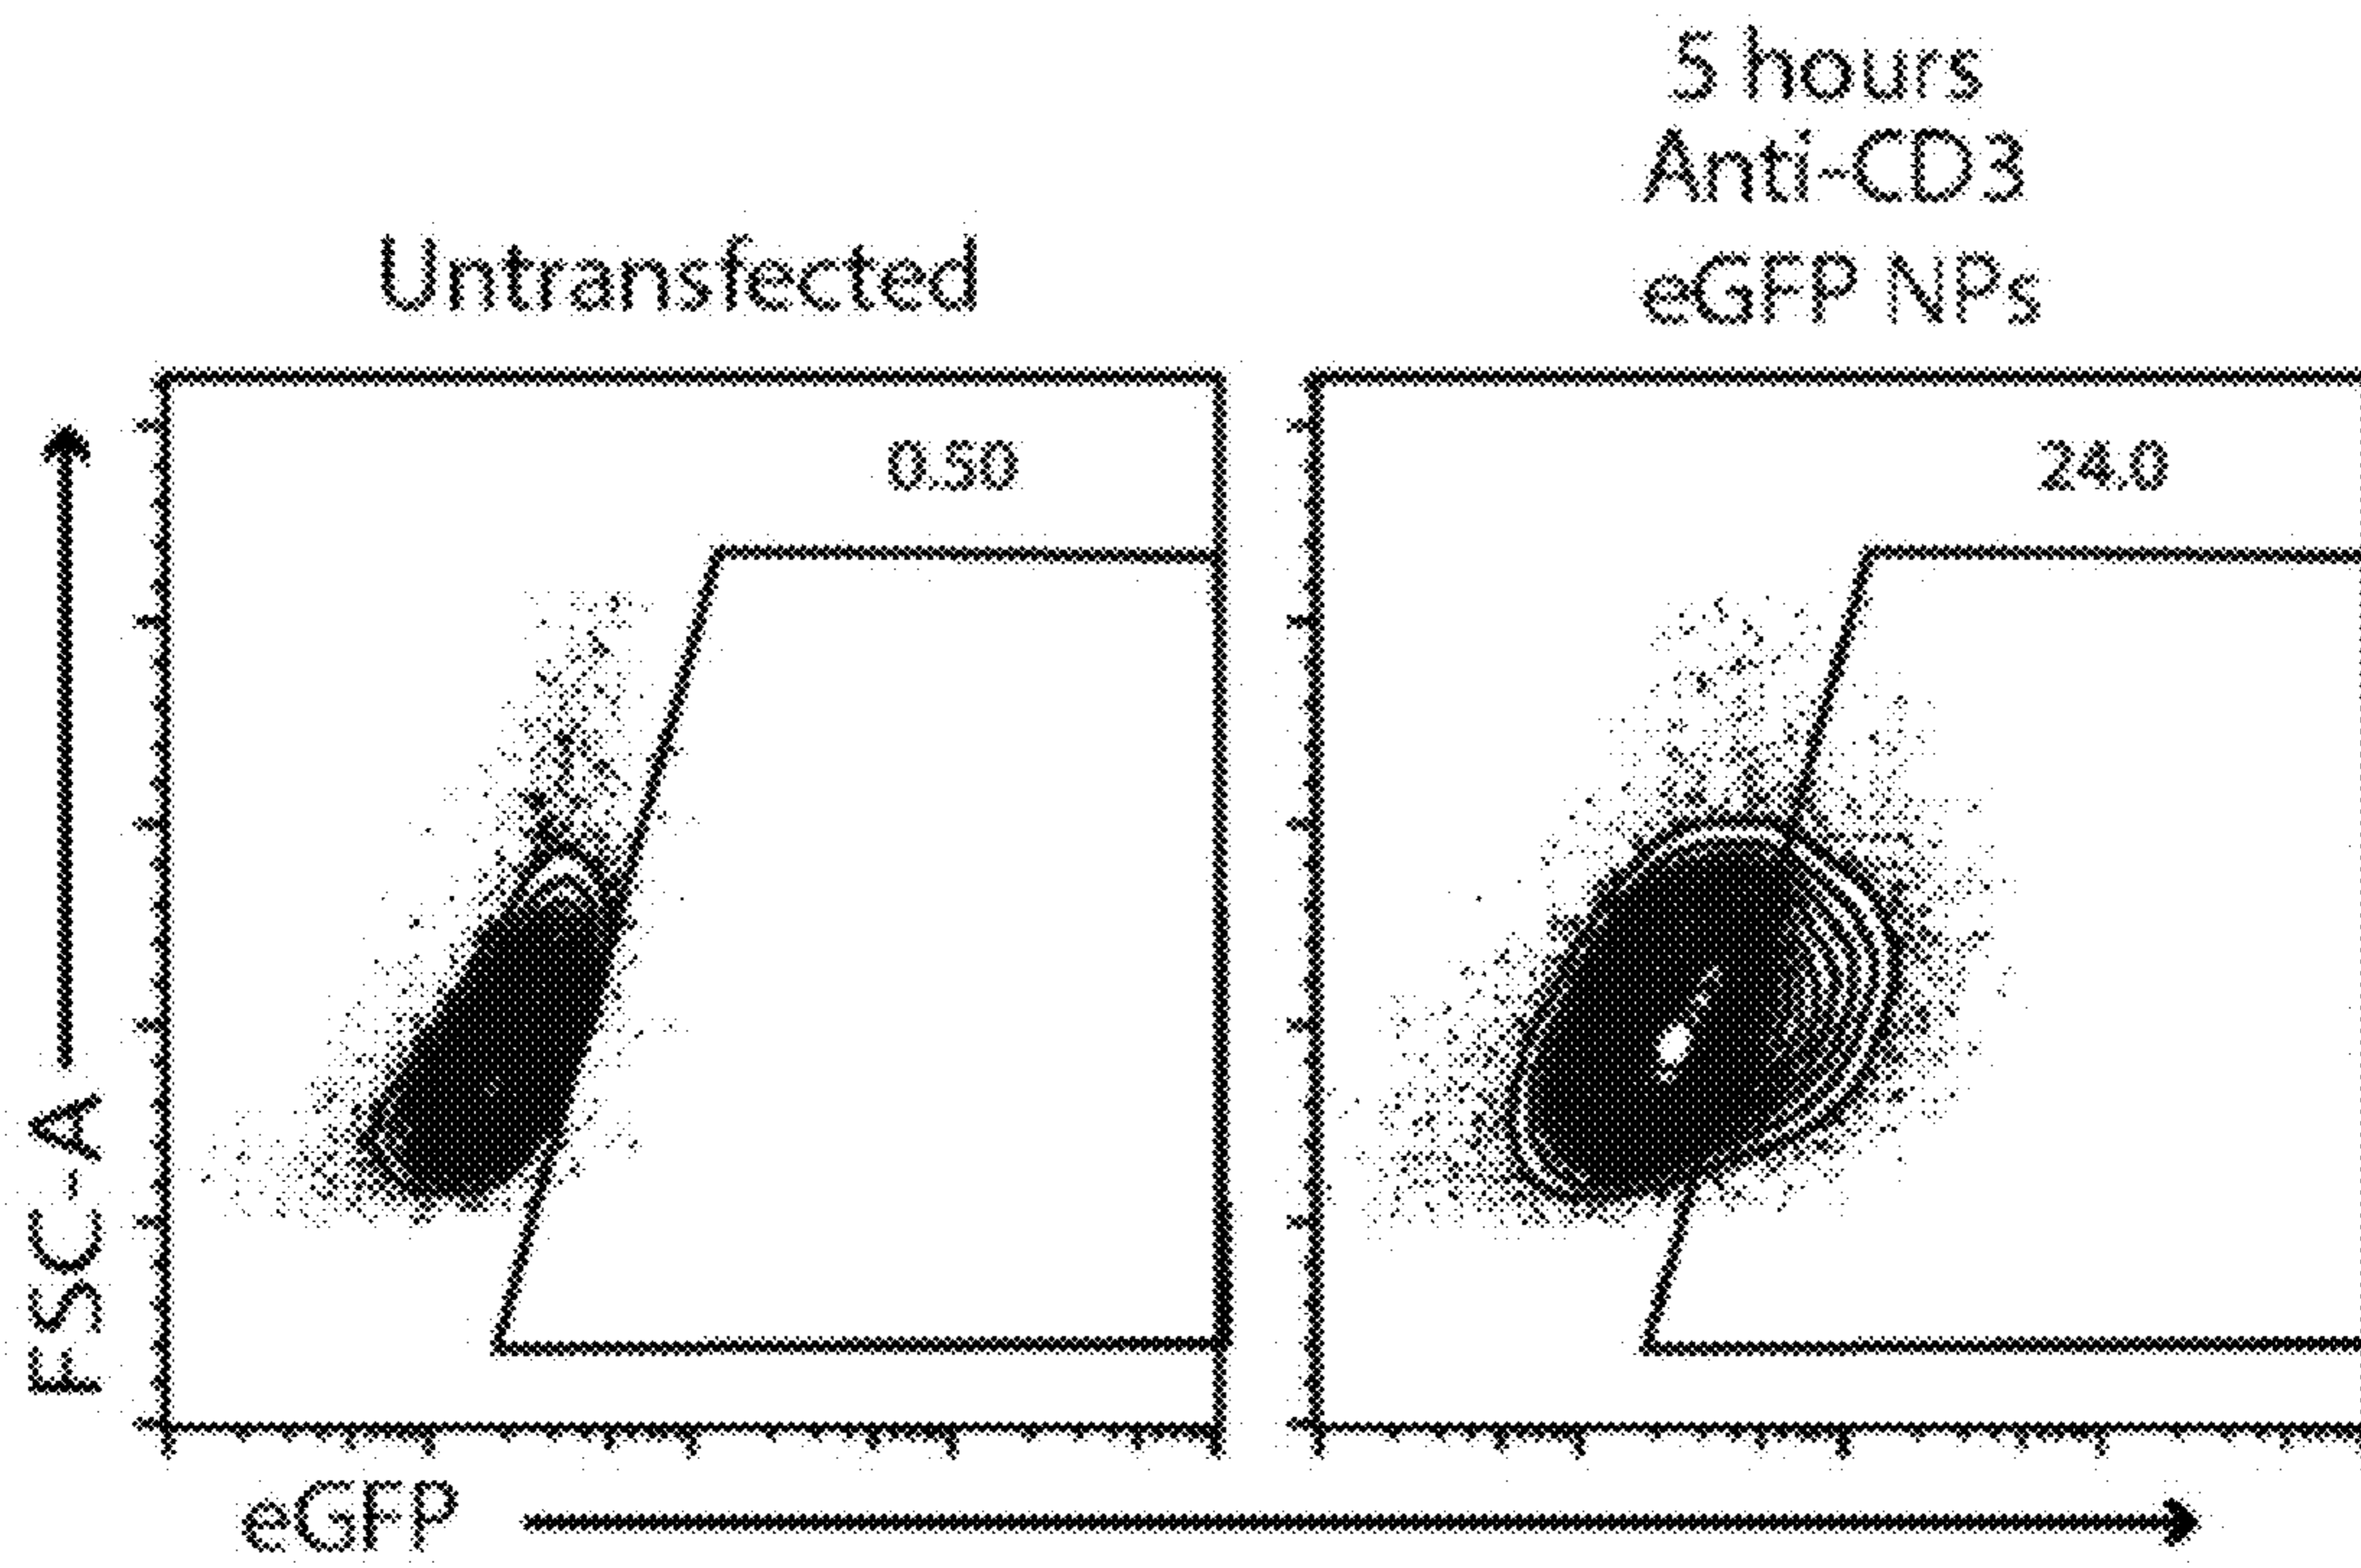 5 hours
Anti-CD3
eGFP NPs
Untransfected
0.50
24.0
FSC-A
eGFP